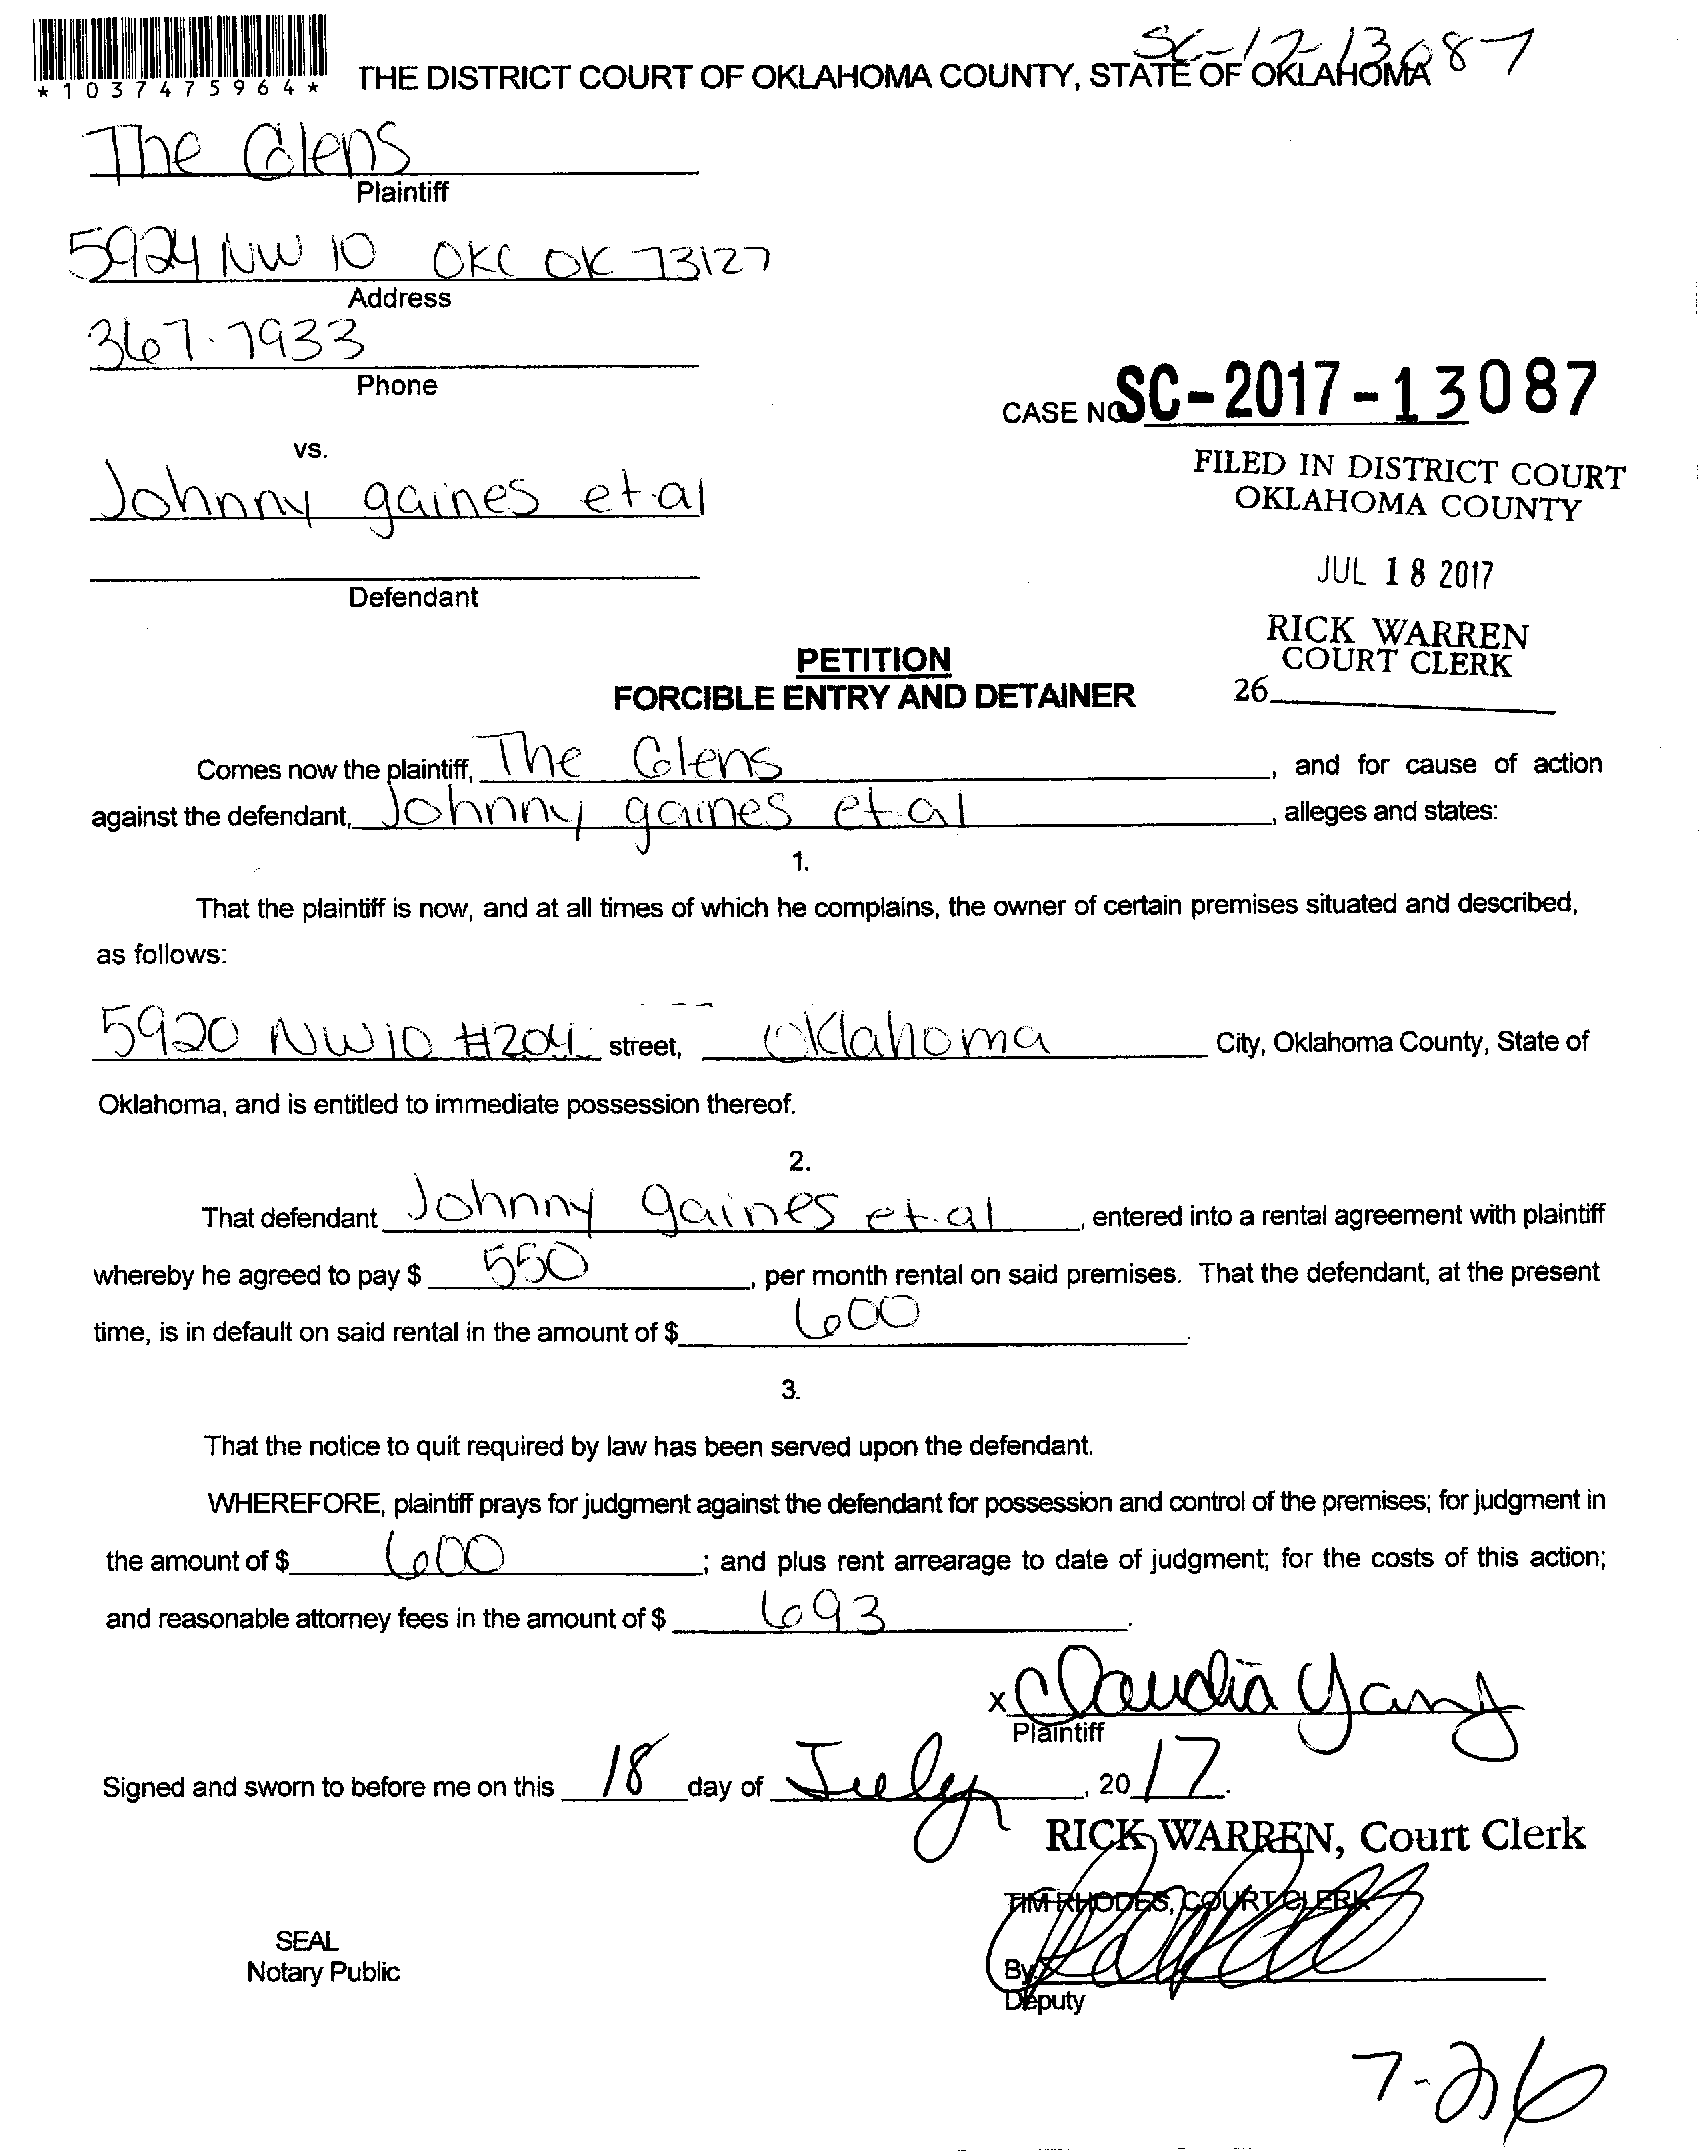 SC-17-13087
*1037475964*
THE DISTRICT COURT OF OKLAHOMA COUNTY, STATE OF OKLAHOMA
The Glens
Plaintiff
5924 NW 10 OKC OK 73127
Address
367.7933
Phone
CASE NO SC-2017-13087
vs.
FILED IN DISTRICT COURT
OKLAHOMA COUNTY
Johnny gaines et al
JUL 18 2017
Defendant
RICK WARREN
COURT CLERK
26
PETITION
FORCIBLE ENTRY AND DETAINER
Comes now the plaintiff, The Glens, and for cause of action
against the defendant, Johnny gaines et al, alleges and states:
1.
That the plaintiff is now, and at all times of which he complains, the owner of certain premises situated and described,
as follows:
5920 NW 10 #204 street, Oklahoma City, Oklahoma County, State of
Oklahoma, and is entitled to immediate possession thereof.
2.
That defendant Johnny gaines et al, entered into a rental agreement with plaintiff
whereby he agreed to pay $ 550, per month rental on said premises. That the defendant, at the present
time, is in default on said rental in the amount of $ 600.
3.
That the notice to quit required by law has been served upon the defendant.
WHEREFORE, plaintiff prays for judgment against the defendant for possession and control of the premises; for judgment in
the amount of $ 600; and plus rent arrearage to date of judgment; for the costs of this action;
and reasonable attorney fees in the amount of $ 693.
x Claudia Yang
Plaintiff
Signed and sworn to before me on this 18 day of July, 2017.
RICK WARREN, Court Clerk
TIM RHODES, COURT CLERK
SEAL
Notary Public
By
Deputy
7-26